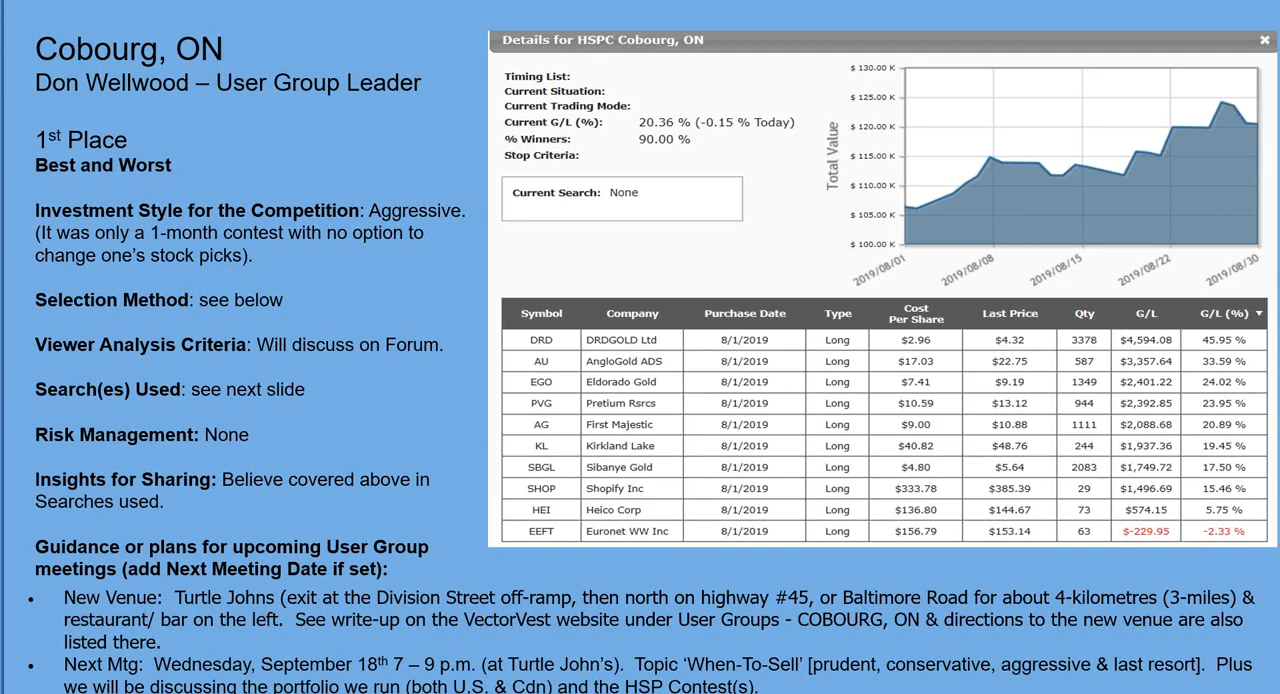 Cobourg, ON
Don Wellwood – User Group Leader
1st Place
Best and Worst
Investment Style for the Competition: Aggressive.
(It was only a 1-month contest with no option to
change one's stock picks).
Selection Method: see below
Viewer Analysis Criteria: Will discuss on Forum.
Search(es) Used: see next slide
Risk Management: None
Insights for Sharing: Believe covered above in
Searches used.
Guidance or plans for upcoming User Group
meetings (add Next Meeting Date if set):
• New Venue: Turtle Johns (exit at the Division Street off-ramp, then north on highway #45, or Baltimore Road for about 4-kilometres (3-miles) &
restaurant/ bar on the left. See write-up on the VectorVest website under User Groups - COBOURG, ON & directions to the new venue are also
listed there.
• Next Mtg: Wednesday, September 18th 7 – 9 p.m. (at Turtle John's). Topic 'When-To-Sell' [prudent, conservative, aggressive & last resort]. Plus
we will be discussing the portfolio we run (both U.S. & Cdn) and the HSP Contest(s).
Details for HSPC Cobourg, ON
Timing List:
Current Situation:
Current Trading Mode:
Current G/L (%): 20.36 % (-0.15 % Today)
% Winners: 90.00 %
Stop Criteria:
Current Search: None
Total Value
$ 130.00 K
$ 125.00 K
$ 120.00 K
$ 115.00 K
$ 110.00 K
$ 105.00 K
$ 100.00 K
2019/08/01 2019/08/08 2019/08/15 2019/08/22 2019/08/30
Symbol Company Purchase Date Type Cost Per Share Last Price Qty G/L G/L (%) ▼
DRD DRDGOLD Ltd 8/1/2019 Long $2.96 $4.32 3378 $4,594.08 45.95 %
AU AngloGold ADS 8/1/2019 Long $17.03 $22.75 587 $3,357.64 33.59 %
EGO Eldorado Gold 8/1/2019 Long $7.41 $9.19 1349 $2,401.22 24.02 %
PVG Pretium Rsrcs 8/1/2019 Long $10.59 $13.12 944 $2,392.85 23.95 %
AG First Majestic 8/1/2019 Long $9.00 $10.88 1111 $2,088.68 20.89 %
KL Kirkland Lake 8/1/2019 Long $40.82 $48.76 244 $1,937.36 19.45 %
SBGL Sibanye Gold 8/1/2019 Long $4.80 $5.64 2083 $1,749.72 17.50 %
SHOP Shopify Inc 8/1/2019 Long $333.78 $385.39 29 $1,496.69 15.46 %
HEI Heico Corp 8/1/2019 Long $136.80 $144.67 73 $574.15 5.75 %
EEFT Euronet WW Inc 8/1/2019 Long $156.79 $153.14 63 $-229.95 -2.33 %